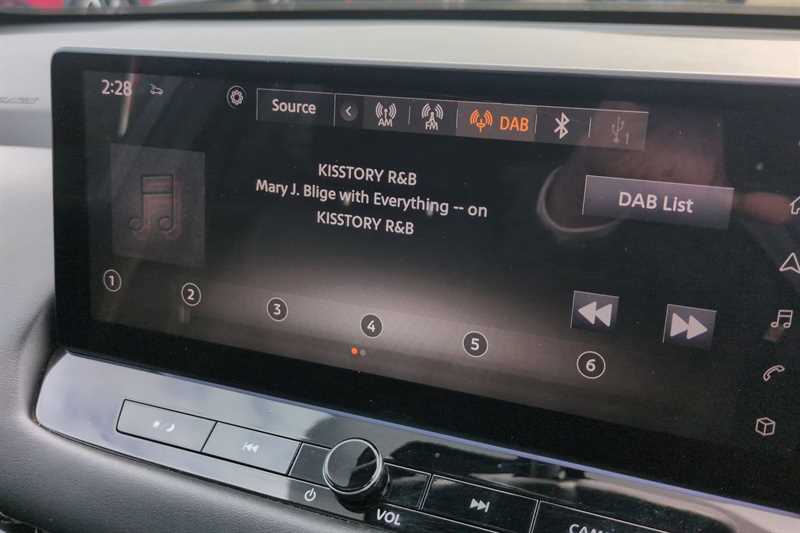 2:28
Source
AM
FM
DAB
1
KISSTORY R&B
Mary J. Blige with Everything -- on
KISSTORY R&B
DAB List
1
2
3
4
5
6
VOL